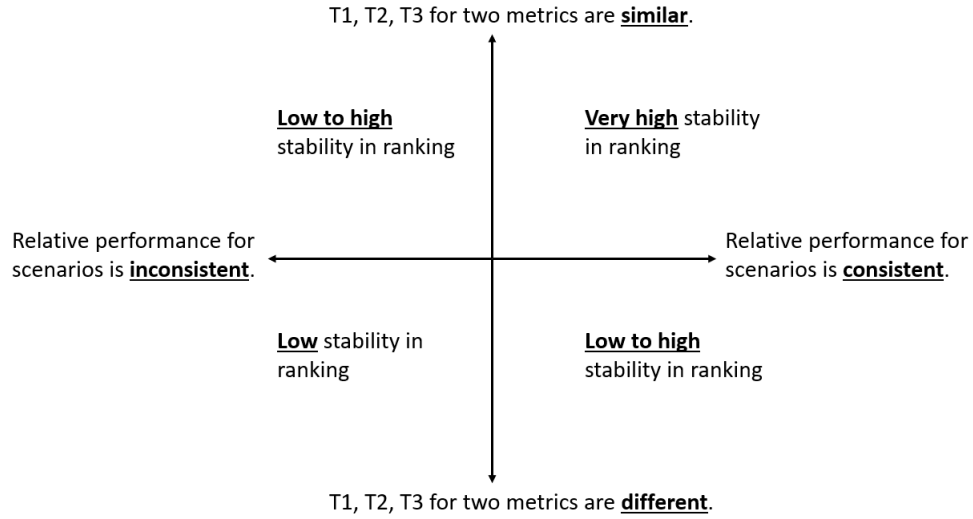 T1, T2, T3 for two metrics are similar.
Low to high
stability in ranking
Very high stability
in ranking
Relative performance for
scenarios is inconsistent.
Relative performance for
scenarios is consistent.
Low stability in
ranking
Low to high
stability in ranking
T1, T2, T3 for two metrics are different.